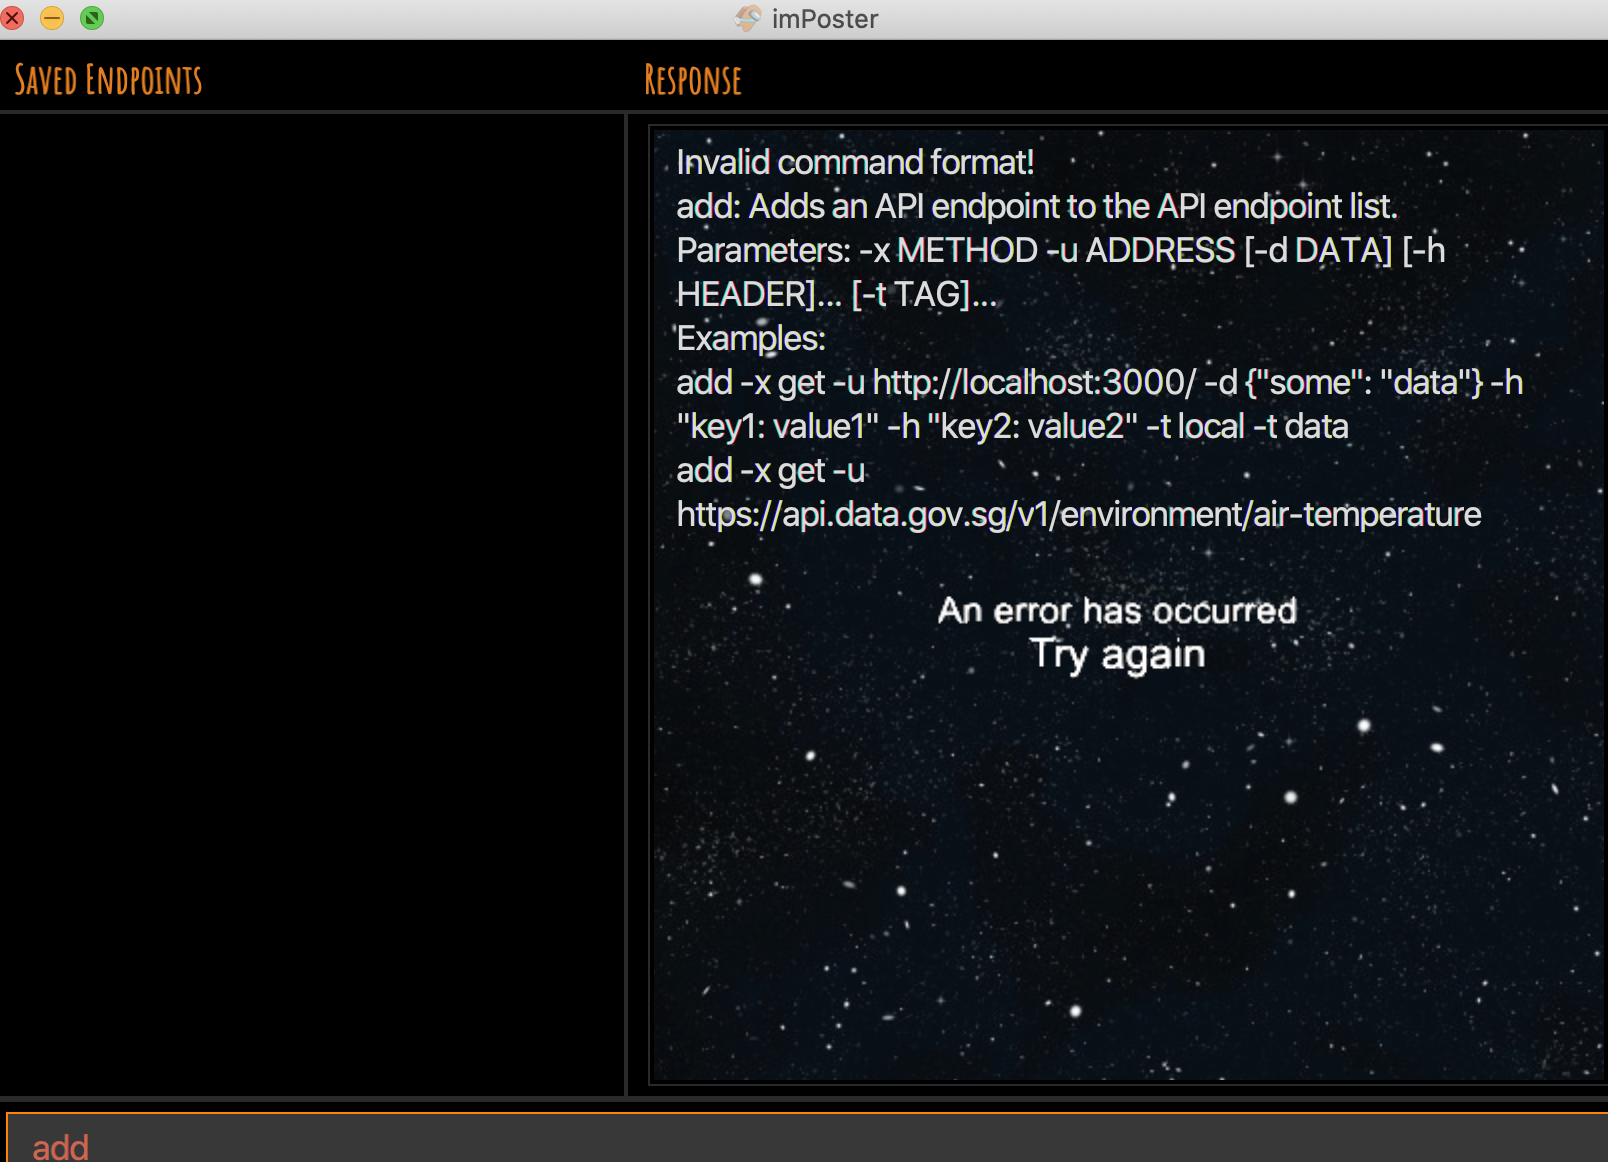 imPoster
Saved Endpoints
Response
Invalid command format!
add: Adds an API endpoint to the API endpoint list.
Parameters: -x METHOD -u ADDRESS [-d DATA] [-h
HEADER]... [-t TAG]...
Examples:
add -x get -u http://localhost:3000/ -d {"some": "data"} -h
"key1: value1" -h "key2: value2" -t local -t data
add -x get -u
https://api.data.gov.sg/v1/environment/air-temperature
An error has occurred
Try again
add